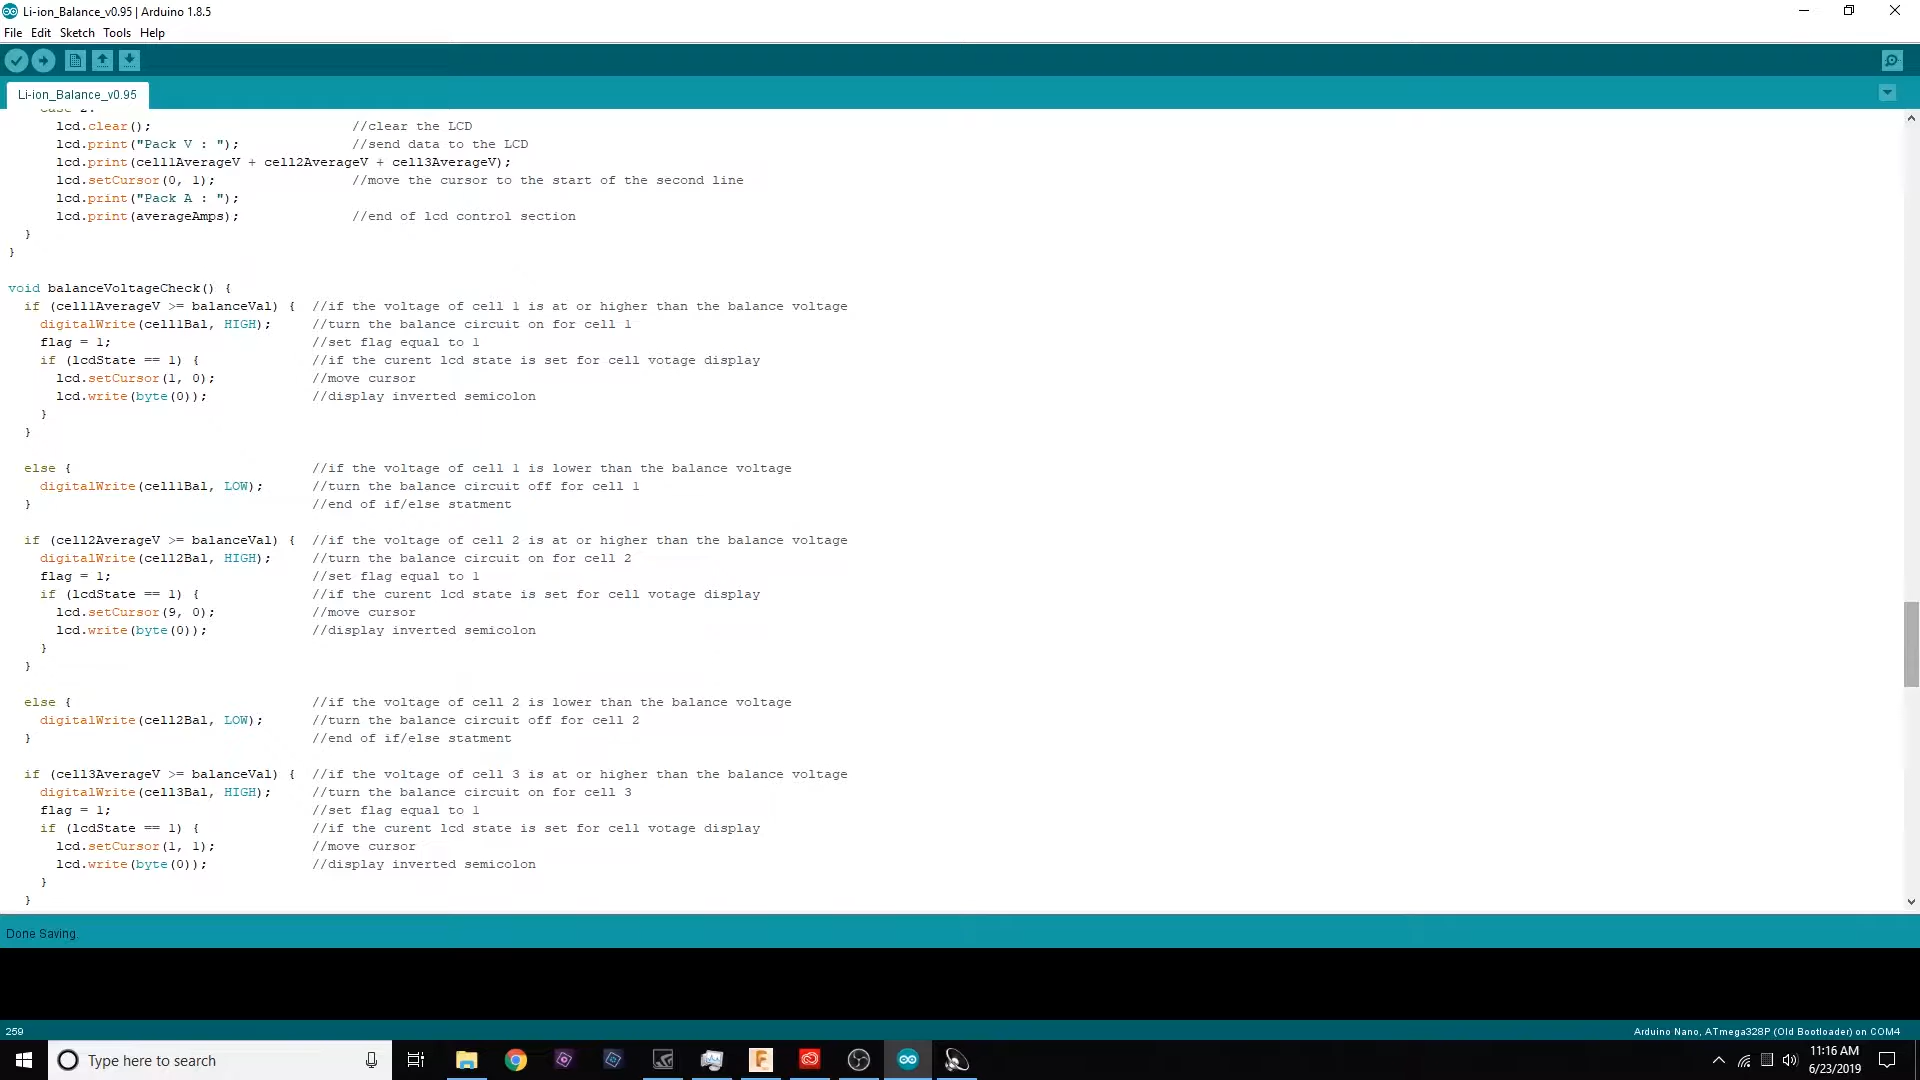 Li-ion_Balance_v0.95 | Arduino 1.8.5
File Edit Sketch Tools Help
Li-ion_Balance_v0.95
case 2:
lcd.clear(); //clear the LCD
lcd.print("Pack V : "); //send data to the LCD
lcd.print(cell1AverageV + cell2AverageV + cell3AverageV);
lcd.setCursor(0, 1); //move the cursor to the start of the second line
lcd.print("Pack A : ");
lcd.print(averageAmps); //end of lcd control section
}
}
void balanceVoltageCheck() {
if (cell1AverageV >= balanceVal) { //if the voltage of cell 1 is at or higher than the balance voltage
digitalWrite(cell1Bal, HIGH); //turn the balance circuit on for cell 1
flag = 1; //set flag equal to 1
if (lcdState == 1) { //if the curent lcd state is set for cell votage display
lcd.setCursor(1, 0); //move cursor
lcd.write(byte(0)); //display inverted semicolon
}
}
else { //if the voltage of cell 1 is lower than the balance voltage
digitalWrite(cell1Bal, LOW); //turn the balance circuit off for cell 1
} //end of if/else statment
if (cell2AverageV >= balanceVal) { //if the voltage of cell 2 is at or higher than the balance voltage
digitalWrite(cell2Bal, HIGH); //turn the balance circuit on for cell 2
flag = 1; //set flag equal to 1
if (lcdState == 1) { //if the curent lcd state is set for cell votage display
lcd.setCursor(9, 0); //move cursor
lcd.write(byte(0)); //display inverted semicolon
}
}
else { //if the voltage of cell 2 is lower than the balance voltage
digitalWrite(cell2Bal, LOW); //turn the balance circuit off for cell 2
} //end of if/else statment
if (cell3AverageV >= balanceVal) { //if the voltage of cell 3 is at or higher than the balance voltage
digitalWrite(cell3Bal, HIGH); //turn the balance circuit on for cell 3
flag = 1; //set flag equal to 1
if (lcdState == 1) { //if the curent lcd state is set for cell votage display
lcd.setCursor(1, 1); //move cursor
lcd.write(byte(0)); //display inverted semicolon
}
}
Done Saving.
259 Arduino Nano, ATmega328P (Old Bootloader) on COM4
Type here to search
11:16 AM
6/23/2019